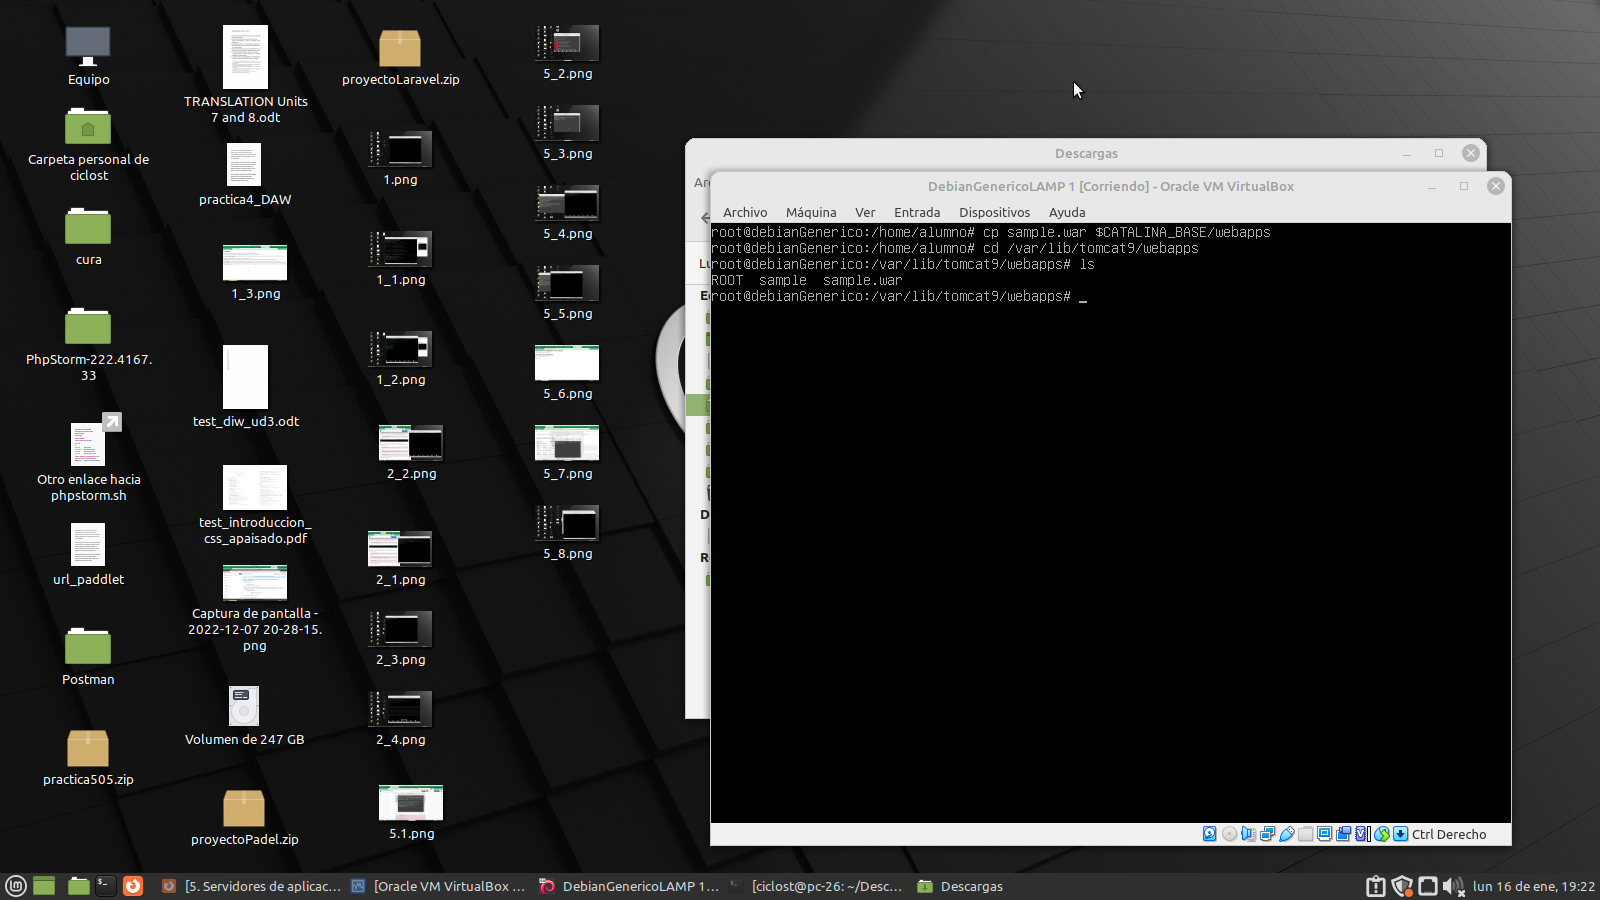 Equipo
Carpeta personal de
ciclost
cura
PhpStorm-222.4167.
33
Otro enlace hacia
phpstorm.sh
url_paddlet
Postman
practica505.zip
TRANSLATION Units
7 and 8.odt
practica4_DAW
1_3.png
test_diw_ud3.odt
test_introduccion_
css_apaisado.pdf
Captura de pantalla -
2022-12-07 20-28-15.
png
Volumen de 247 GB
proyectoPadel.zip
proyectoLaravel.zip
1.png
1_1.png
1_2.png
2_2.png
2_1.png
2_3.png
2_4.png
5.1.png
5_2.png
5_3.png
5_4.png
5_5.png
5_6.png
5_7.png
5_8.png
Descargas
Ar
Lu
E
D
R
DebianGenericoLAMP 1 [Corriendo] - Oracle VM VirtualBox
Archivo Máquina Ver Entrada Dispositivos Ayuda
root@debianGenerico:/home/alumno# cp sample.war $CATALINA_BASE/webapps
root@debianGenerico:/home/alumno# cd /var/lib/tomcat9/webapps
root@debianGenerico:/var/lib/tomcat9/webapps# ls
ROOT  sample  sample.war
root@debianGenerico:/var/lib/tomcat9/webapps# _
Ctrl Derecho
[5. Servidores de aplicac... [Oracle VM VirtualBox ... DebianGenericoLAMP 1... [ciclost@pc-26: ~/Desc... Descargas lun 16 de ene, 19:22